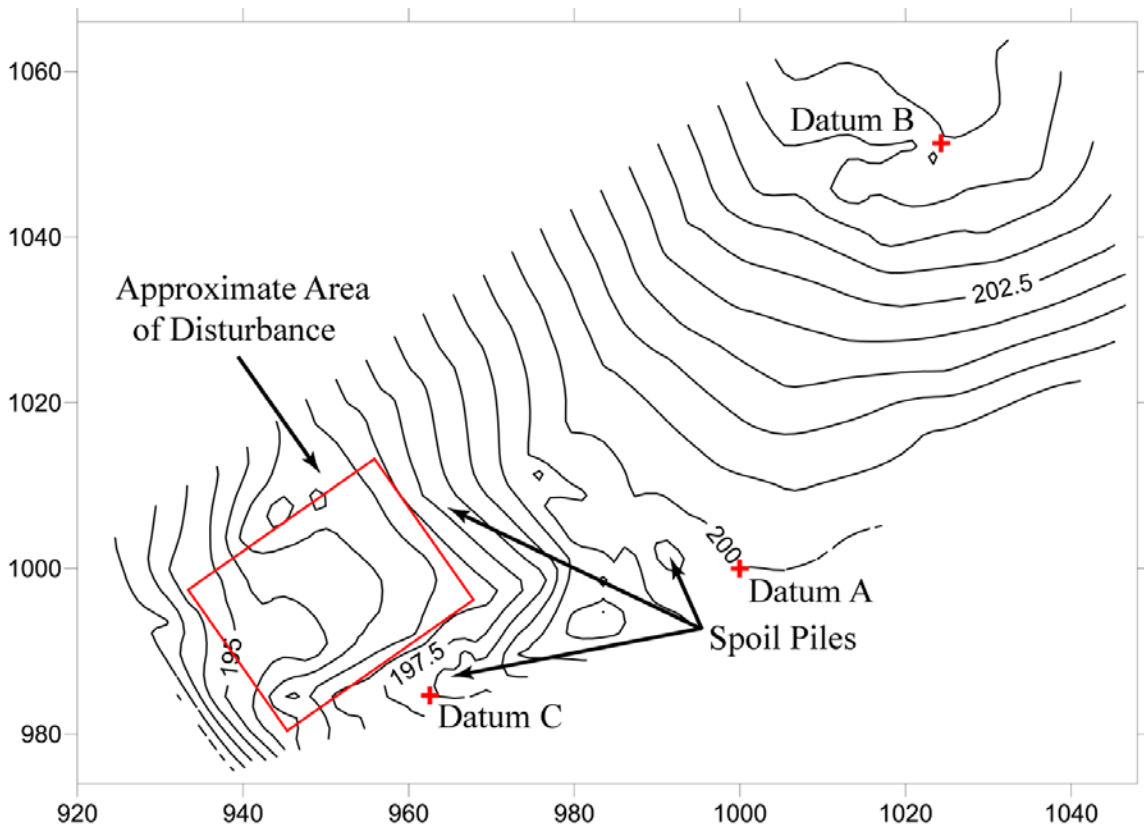 1060
1040
1020
1000
980
920
940
960
980
1000
1020
1040
Datum B
202.5
Approximate Area
of Disturbance
200
Datum A
Spoil Piles
195
197.5
Datum C